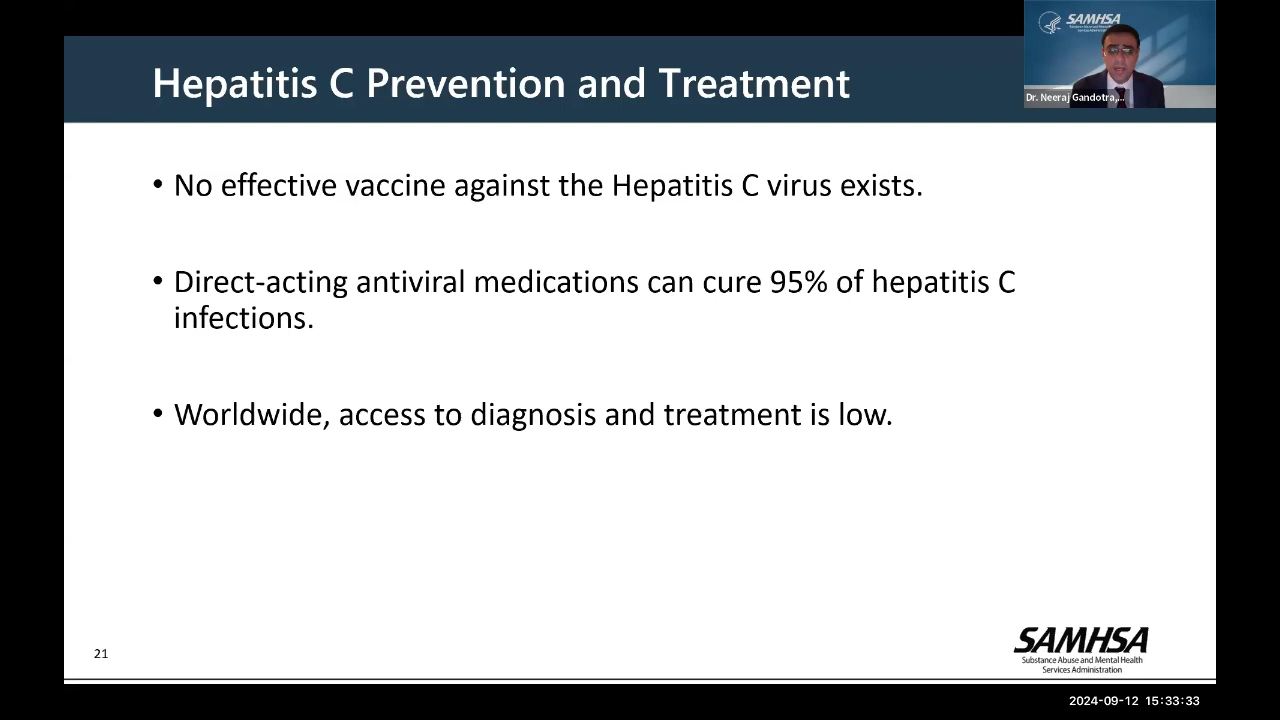 SAMHSA
Hepatitis C Prevention and Treatment
Dr. Neeraj Gandotra,...
• No effective vaccine against the Hepatitis C virus exists.
• Direct-acting antiviral medications can cure 95% of hepatitis C
infections.
• Worldwide, access to diagnosis and treatment is low.
21
SAMHSA
Substance Abuse and Mental Health
Services Administration
2024-09-12 15:33:33